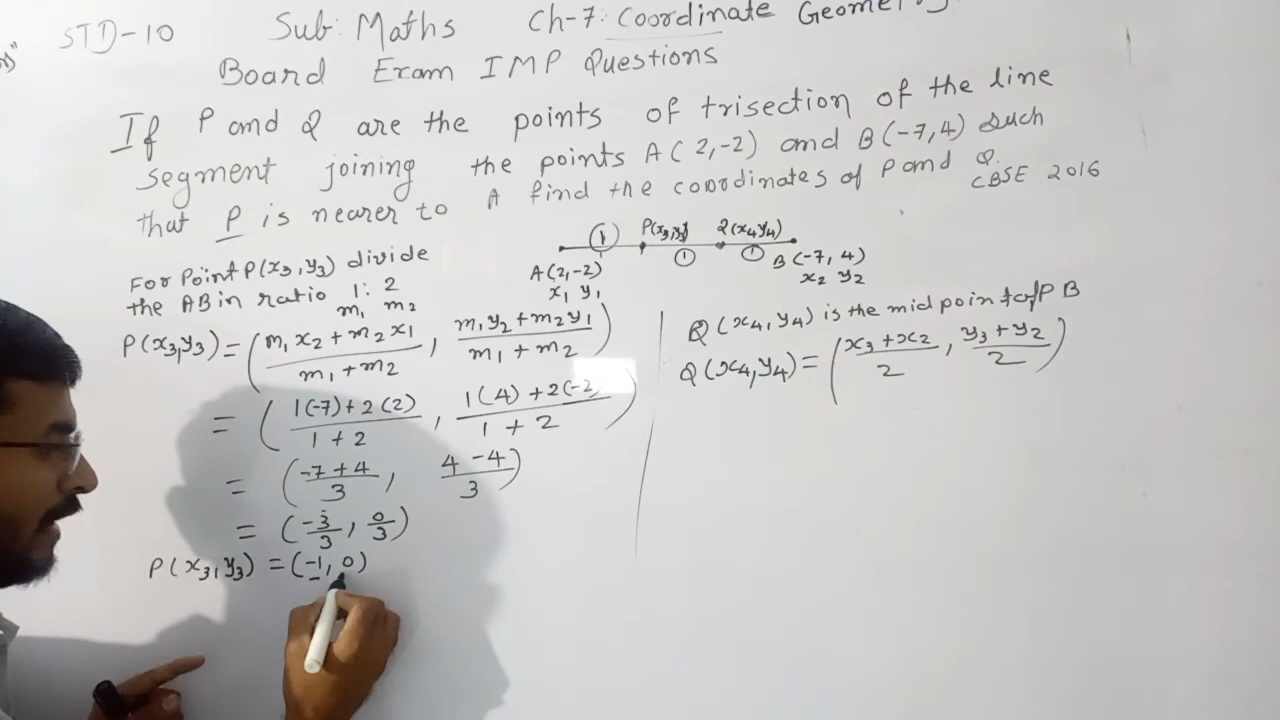 STD-10 Sub: Maths Ch-7: Coordinate Geometry
Board Exam IMP Questions
If P and Q are the points of trisection of the line
segment joining the points A(2,-2) and B(-7,4) such
that P is nearer to A find the coordinates of P and Q.
CBSE 2016
1 P(x3,y3) 1 Q(x4,y4) 1
A(2,-2) B(-7,4)
x1 y1 x2 y2
For Point P(x3,y3) divide
the AB in ratio 1:2
m1 m2
P(x3,y3) = ( (m1x2+m2x1)/(m1+m2) , (m1y2+m2y1)/(m1+m2) )
= ( (1(-7)+2(2))/(1+2) , (1(4)+2(-2)/(1+2) )
= ( (-7+4)/3 , (4-4)/3 )
= ( -3/3 , 0/3 )
P(x3,y3) = (-1,0)
Q(x4,y4) is the mid point of PB
Q(x4,y4) = ( (x3+x2)/2 , (y3+y2)/2 )